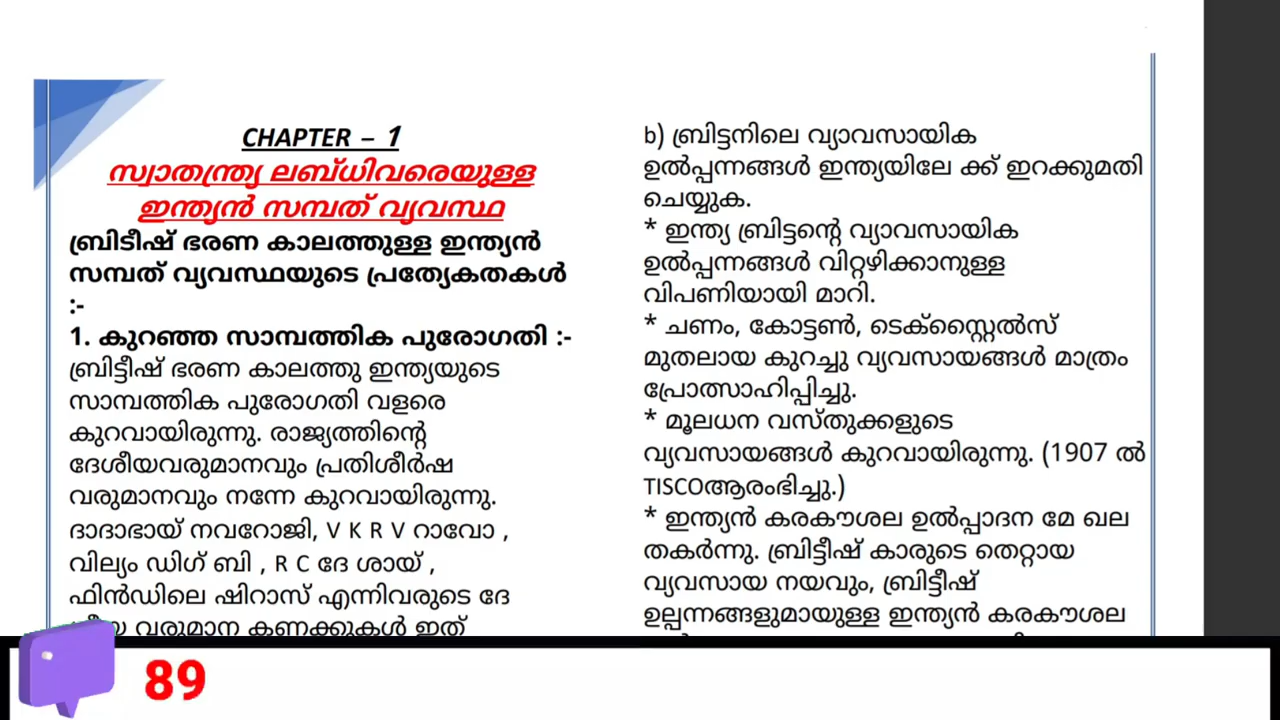 CHAPTER – 1
സ്വാതന്ത്ര്യ ലബ്ധിവരെയുള്ള
ഇന്ത്യൻ സമ്പത് വ്യവസ്ഥ
ബ്രിടീഷ് ഭരണ കാലത്തുള്ള ഇന്ത്യൻ
സമ്പത് വ്യവസ്ഥയുടെ പ്രത്യേകതകൾ
:-
1. കുറഞ്ഞ സാമ്പത്തിക പുരോഗതി :-
ബ്രിട്ടീഷ് ഭരണ കാലത്തു ഇന്ത്യയുടെ
സാമ്പത്തിക പുരോഗതി വളരെ
കുറവായിരുന്നു. രാജ്യത്തിന്റെ
ദേശീയവരുമാനവും പ്രതിശീർഷ
വരുമാനവും നന്നേ കുറവായിരുന്നു.
ദാദാഭായ് നവറോജി, V K R V റാവോ ,
വില്യം ഡിഗ് ബി , R C ദേ ശായ് ,
ഫിൻഡിലെ ഷിറാസ് എന്നിവരുടെ ദേ
ശീയ വരുമാന കണക്കുകൾ ഇത്
b) ബ്രിട്ടനിലെ വ്യാവസായിക
ഉൽപ്പന്നങ്ങൾ ഇന്ത്യയിലേ ക്ക് ഇറക്കുമതി
ചെയ്യുക.
* ഇന്ത്യ ബ്രിട്ടന്റെ വ്യാവസായിക
ഉൽപ്പന്നങ്ങൾ വിറ്റഴിക്കാനുള്ള
വിപണിയായി മാറി.
* ചണം, കോട്ടൺ, ടെക്സ്റ്റൈൽസ്
മുതലായ കുറച്ചു വ്യവസായങ്ങൾ മാത്രം
പ്രോത്സാഹിപ്പിച്ചു.
* മൂലധന വസ്തുക്കളുടെ
വ്യവസായങ്ങൾ കുറവായിരുന്നു. (1907 ൽ
TISCOആരംഭിച്ചു.)
* ഇന്ത്യൻ കരകൗശല ഉൽപ്പാദന മേ ഖല
തകർന്നു. ബ്രിട്ടീഷ് കാരുടെ തെറ്റായ
വ്യവസായ നയവും, ബ്രിട്ടീഷ്
ഉല്പന്നങ്ങളുമായുള്ള ഇന്ത്യൻ കരകൗശല
89